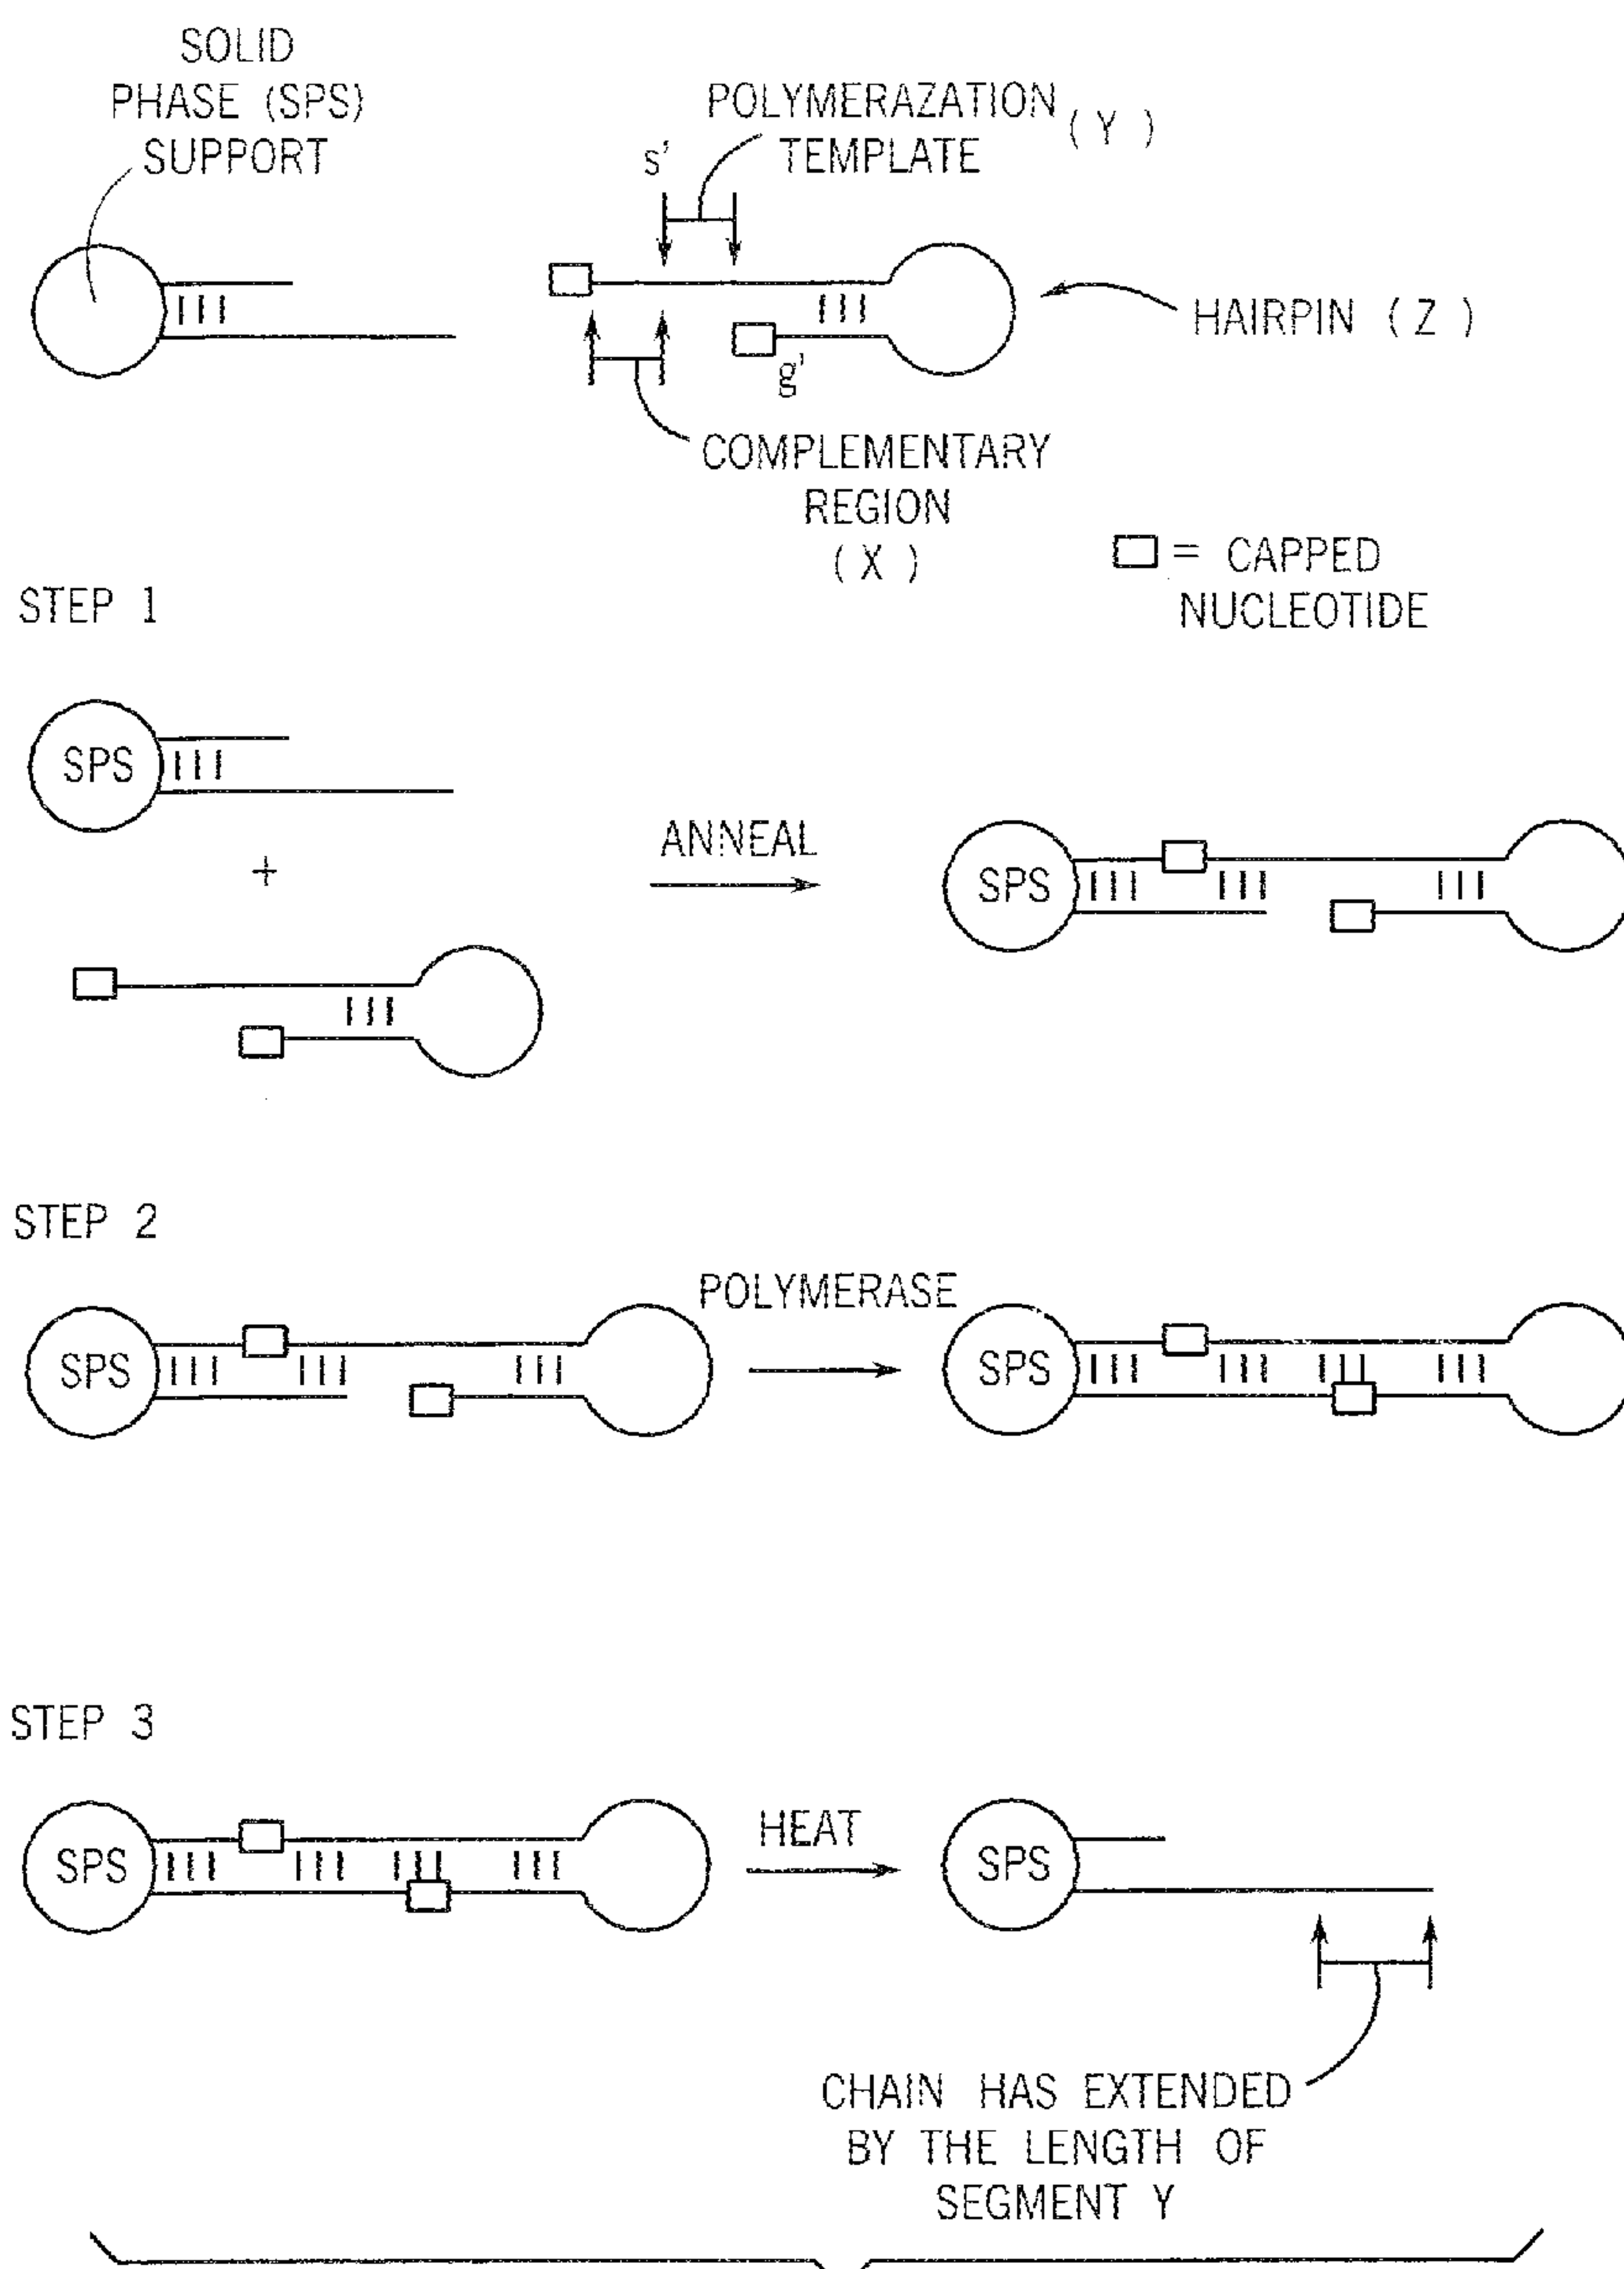 SOLID
PHASE (SPS)
SUPPORT
POLYMERAZATION
TEMPLATE
( Y )
s'
HAIRPIN ( Z )
g'
COMPLEMENTARY
REGION
( X )
= CAPPED
NUCLEOTIDE
STEP 1
SPS
+
ANNEAL
SPS
STEP 2
SPS
POLYMERASE
SPS
STEP 3
SPS
HEAT
SPS
CHAIN HAS EXTENDED
BY THE LENGTH OF
SEGMENT Y